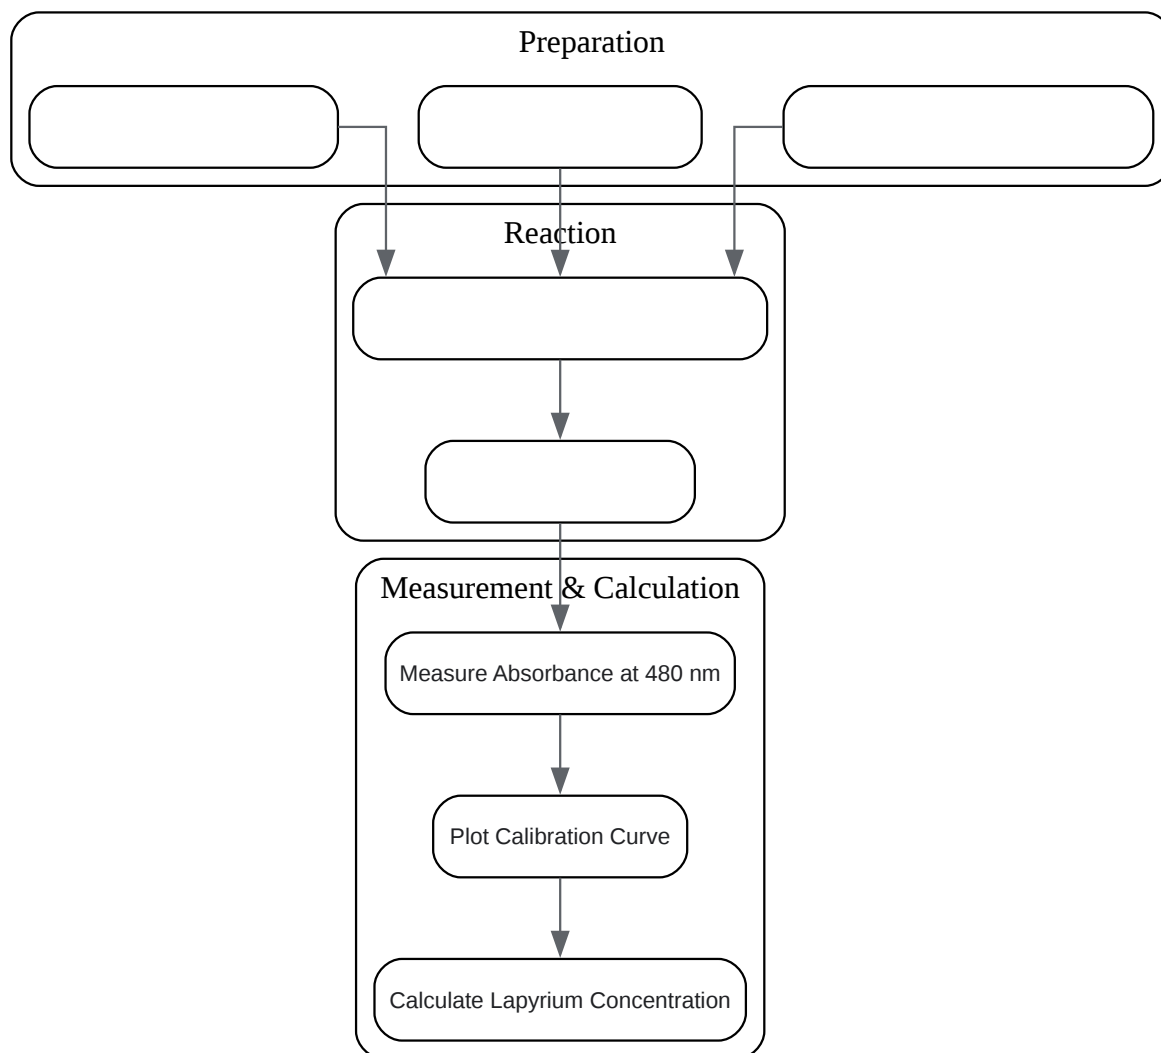 Preparation
Reaction
Measurement & Calculation
Measure Absorbance at 480 nm
Plot Calibration Curve
Calculate Lapyrium Concentration